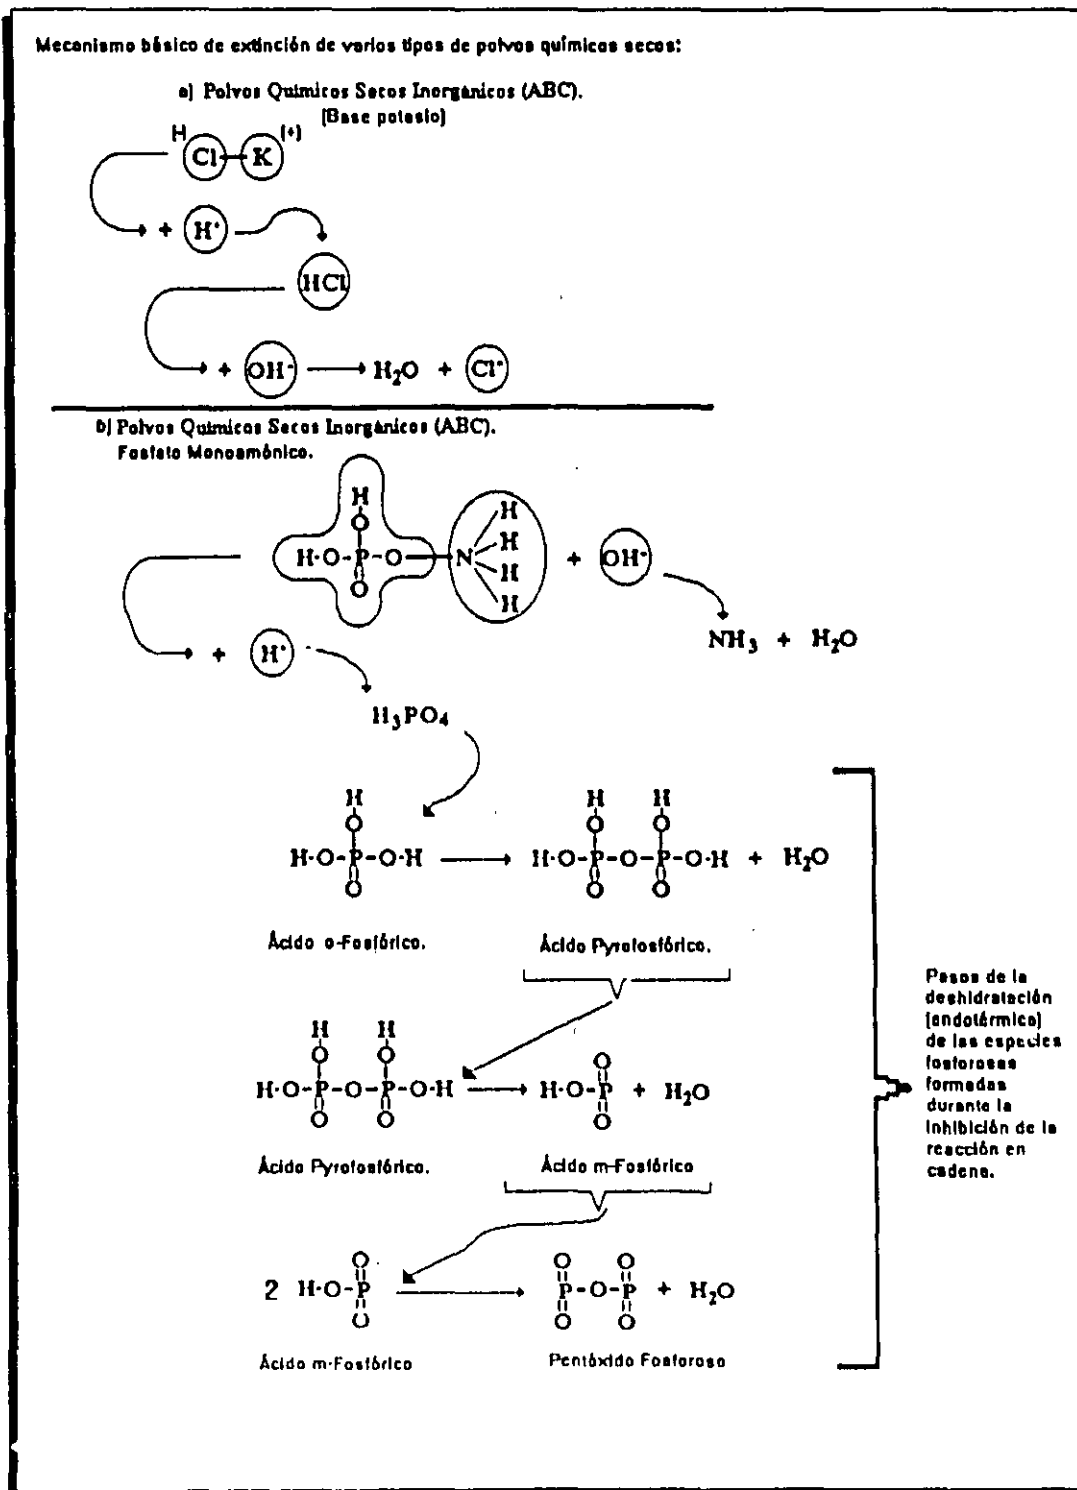 Mecanismo básico de extinción de varios tipos de polvos químicos secos:
a) Polvos Químicos Secos Inorgánicos (ABC).
(Base potasio)
H Cl-K (+)
+ H·
HCl
+ OH· → H₂O + Cl·
b) Polvos Químicos Secos Inorgánicos (ABC).
Fosfato Monoamónico.
H
O H
H·O-P-O-N H H + OH·
O H
NH₃ + H₂O
+ H·
H₃PO₄
H H H
O O O
H·O-P-O·H → H·O-P-O-P-O·H + H₂O
O O O
Ácido o-Fosfórico. Ácido Pyrofosfórico.
H H
O O O
H·O-P-O-P-O·H → H·O-P + H₂O
O O O
Ácido Pyrofosfórico. Ácido m-Fosfórico
O O O
2 H·O-P → P-O-P + H₂O
O O O
Ácido m-Fosfórico Pentóxido Fosforoso
Pasos de la
deshidratación
(endotérmico)
de las especies
fosforosas
formadas
durante la
inhibición de la
reacción en
cadena.